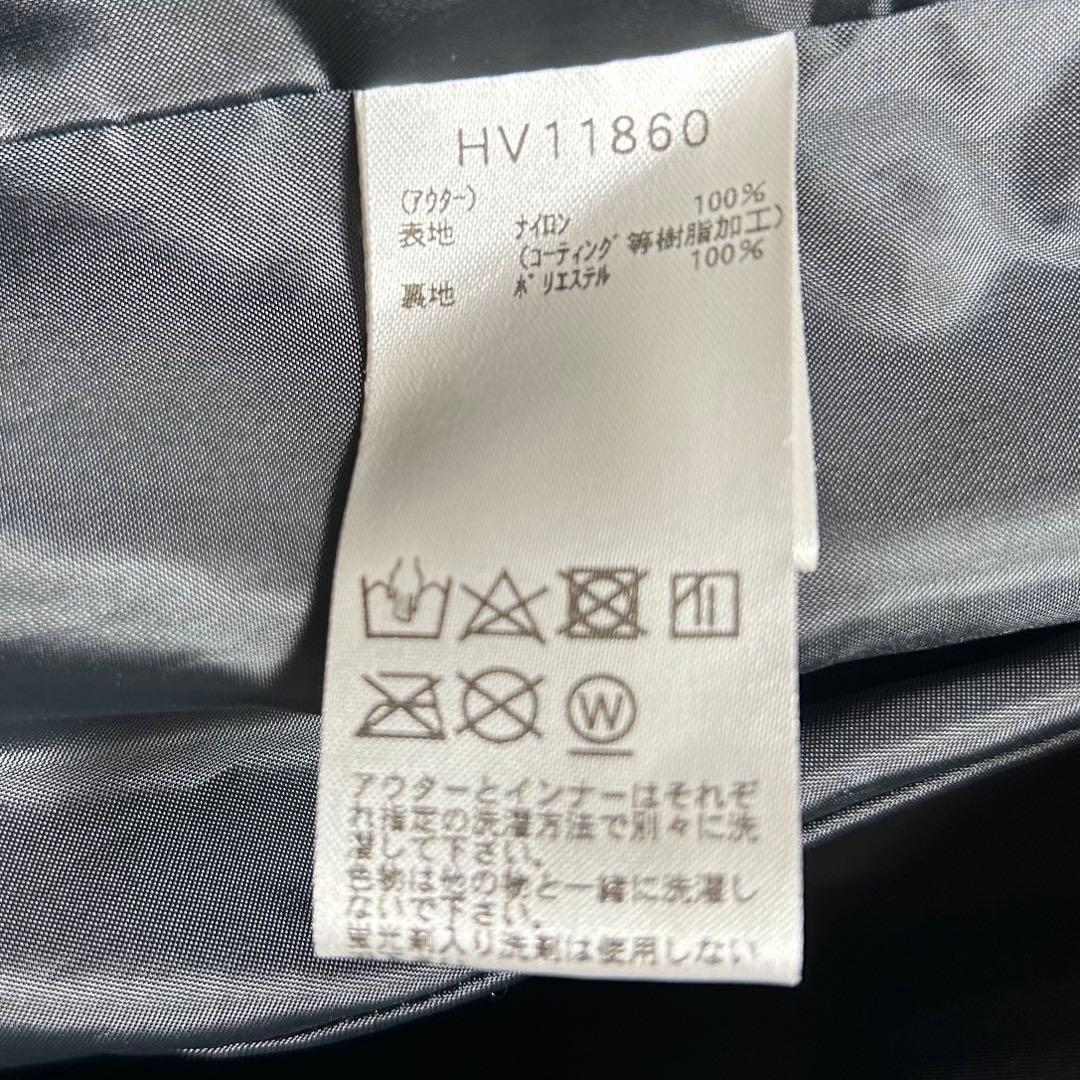 HV11860
(アウター)
表地 ナイロン 100%
(コーティング等樹脂加工)
裏地 ポリエステル 100%
W
アウターとインナーはそれぞ
れ指定の洗濯方法で別々に洗
濯して下さい。
色物は他の物と一緒に洗濯し
ないで下さい。
蛍光剤入り洗剤は使用しない